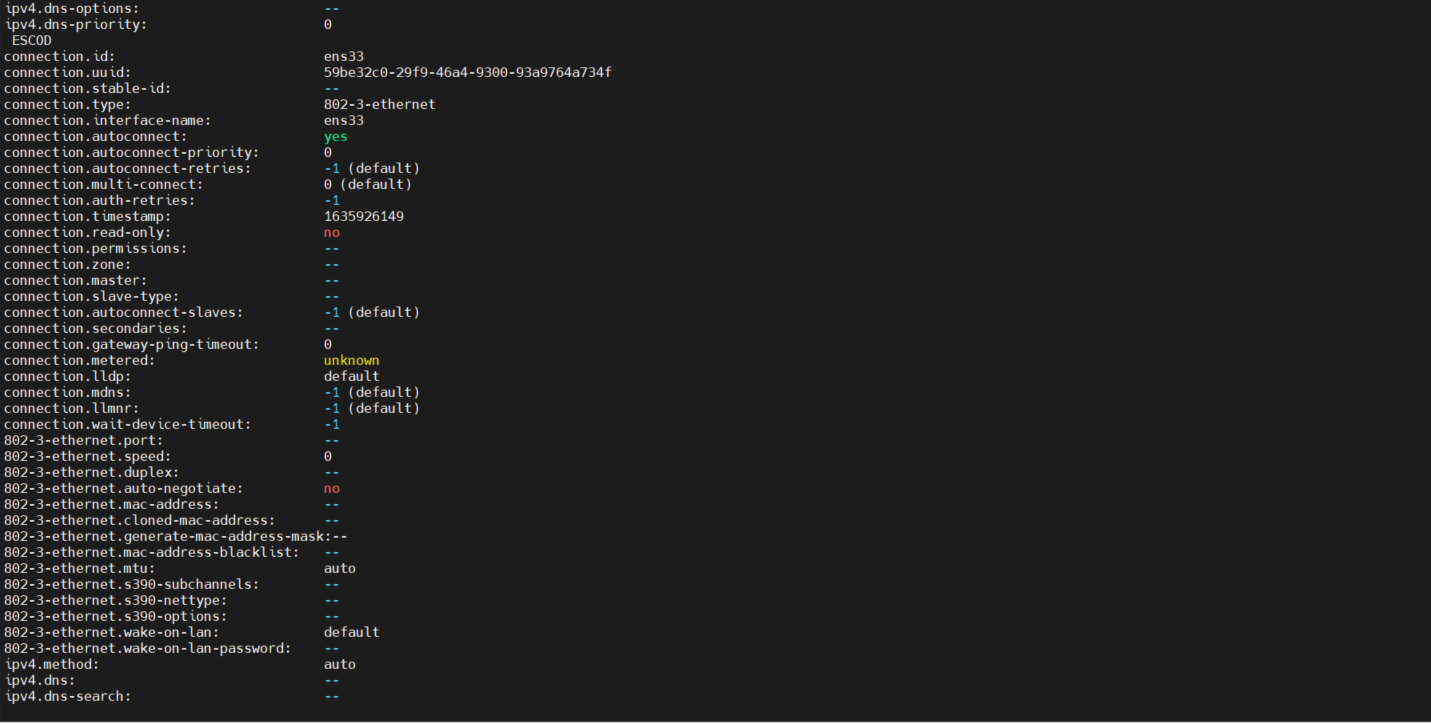 ipv4.dns-options: --
ipv4.dns-priority: 0
ESCOD
connection.id: ens33
connection.uuid: 59be32c0-29f9-46a4-9300-93a9764a734f
connection.stable-id: --
connection.type: 802-3-ethernet
connection.interface-name: ens33
connection.autoconnect: yes
connection.autoconnect-priority: 0
connection.autoconnect-retries: -1 (default)
connection.multi-connect: 0 (default)
connection.auth-retries: -1
connection.timestamp: 1635926149
connection.read-only: no
connection.permissions: --
connection.zone: --
connection.master: --
connection.slave-type: --
connection.autoconnect-slaves: -1 (default)
connection.secondaries: --
connection.gateway-ping-timeout: 0
connection.metered: unknown
connection.lldp: default
connection.mdns: -1 (default)
connection.llmnr: -1 (default)
connection.wait-device-timeout: -1
802-3-ethernet.port: --
802-3-ethernet.speed: 0
802-3-ethernet.duplex: --
802-3-ethernet.auto-negotiate: no
802-3-ethernet.mac-address: --
802-3-ethernet.cloned-mac-address: --
802-3-ethernet.generate-mac-address-mask:--
802-3-ethernet.mac-address-blacklist: --
802-3-ethernet.mtu: auto
802-3-ethernet.s390-subchannels: --
802-3-ethernet.s390-nettype: --
802-3-ethernet.s390-options: --
802-3-ethernet.wake-on-lan: default
802-3-ethernet.wake-on-lan-password: --
ipv4.method: auto
ipv4.dns: --
ipv4.dns-search: --